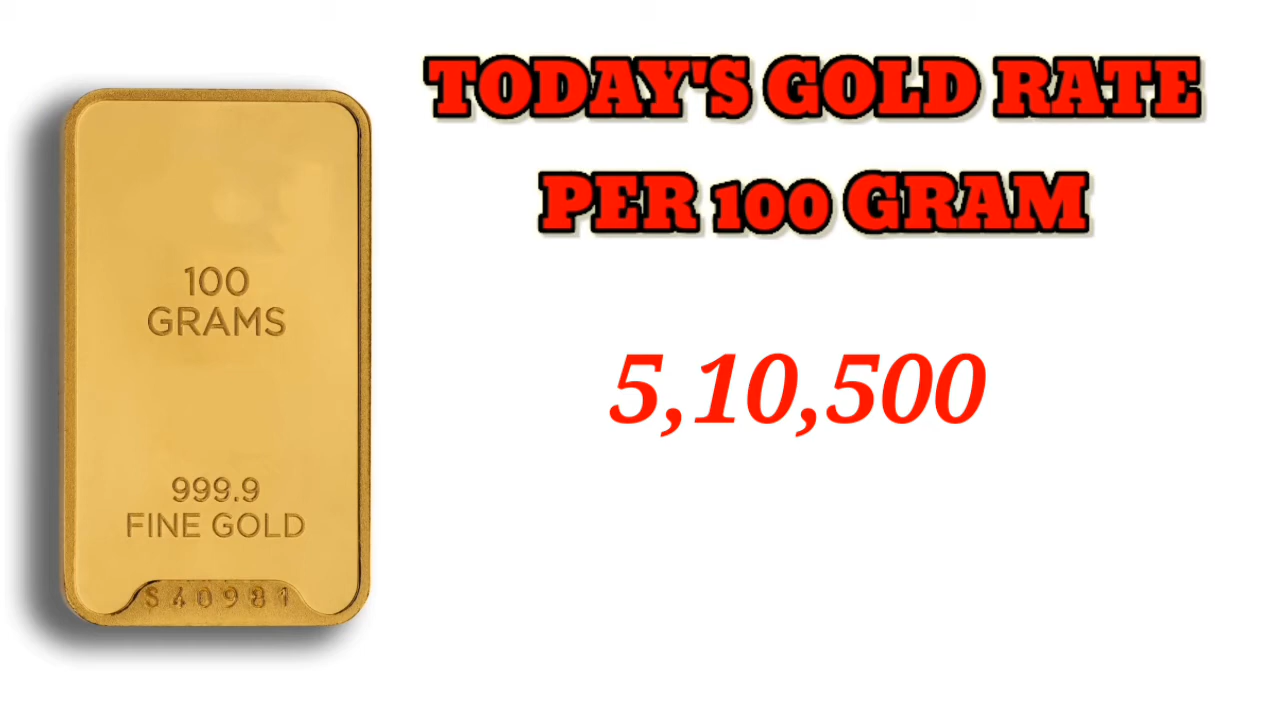 TODAY'S GOLD RATE
PER 100 GRAM
5,10,500
100
GRAMS
999.9
FINE GOLD
S40981